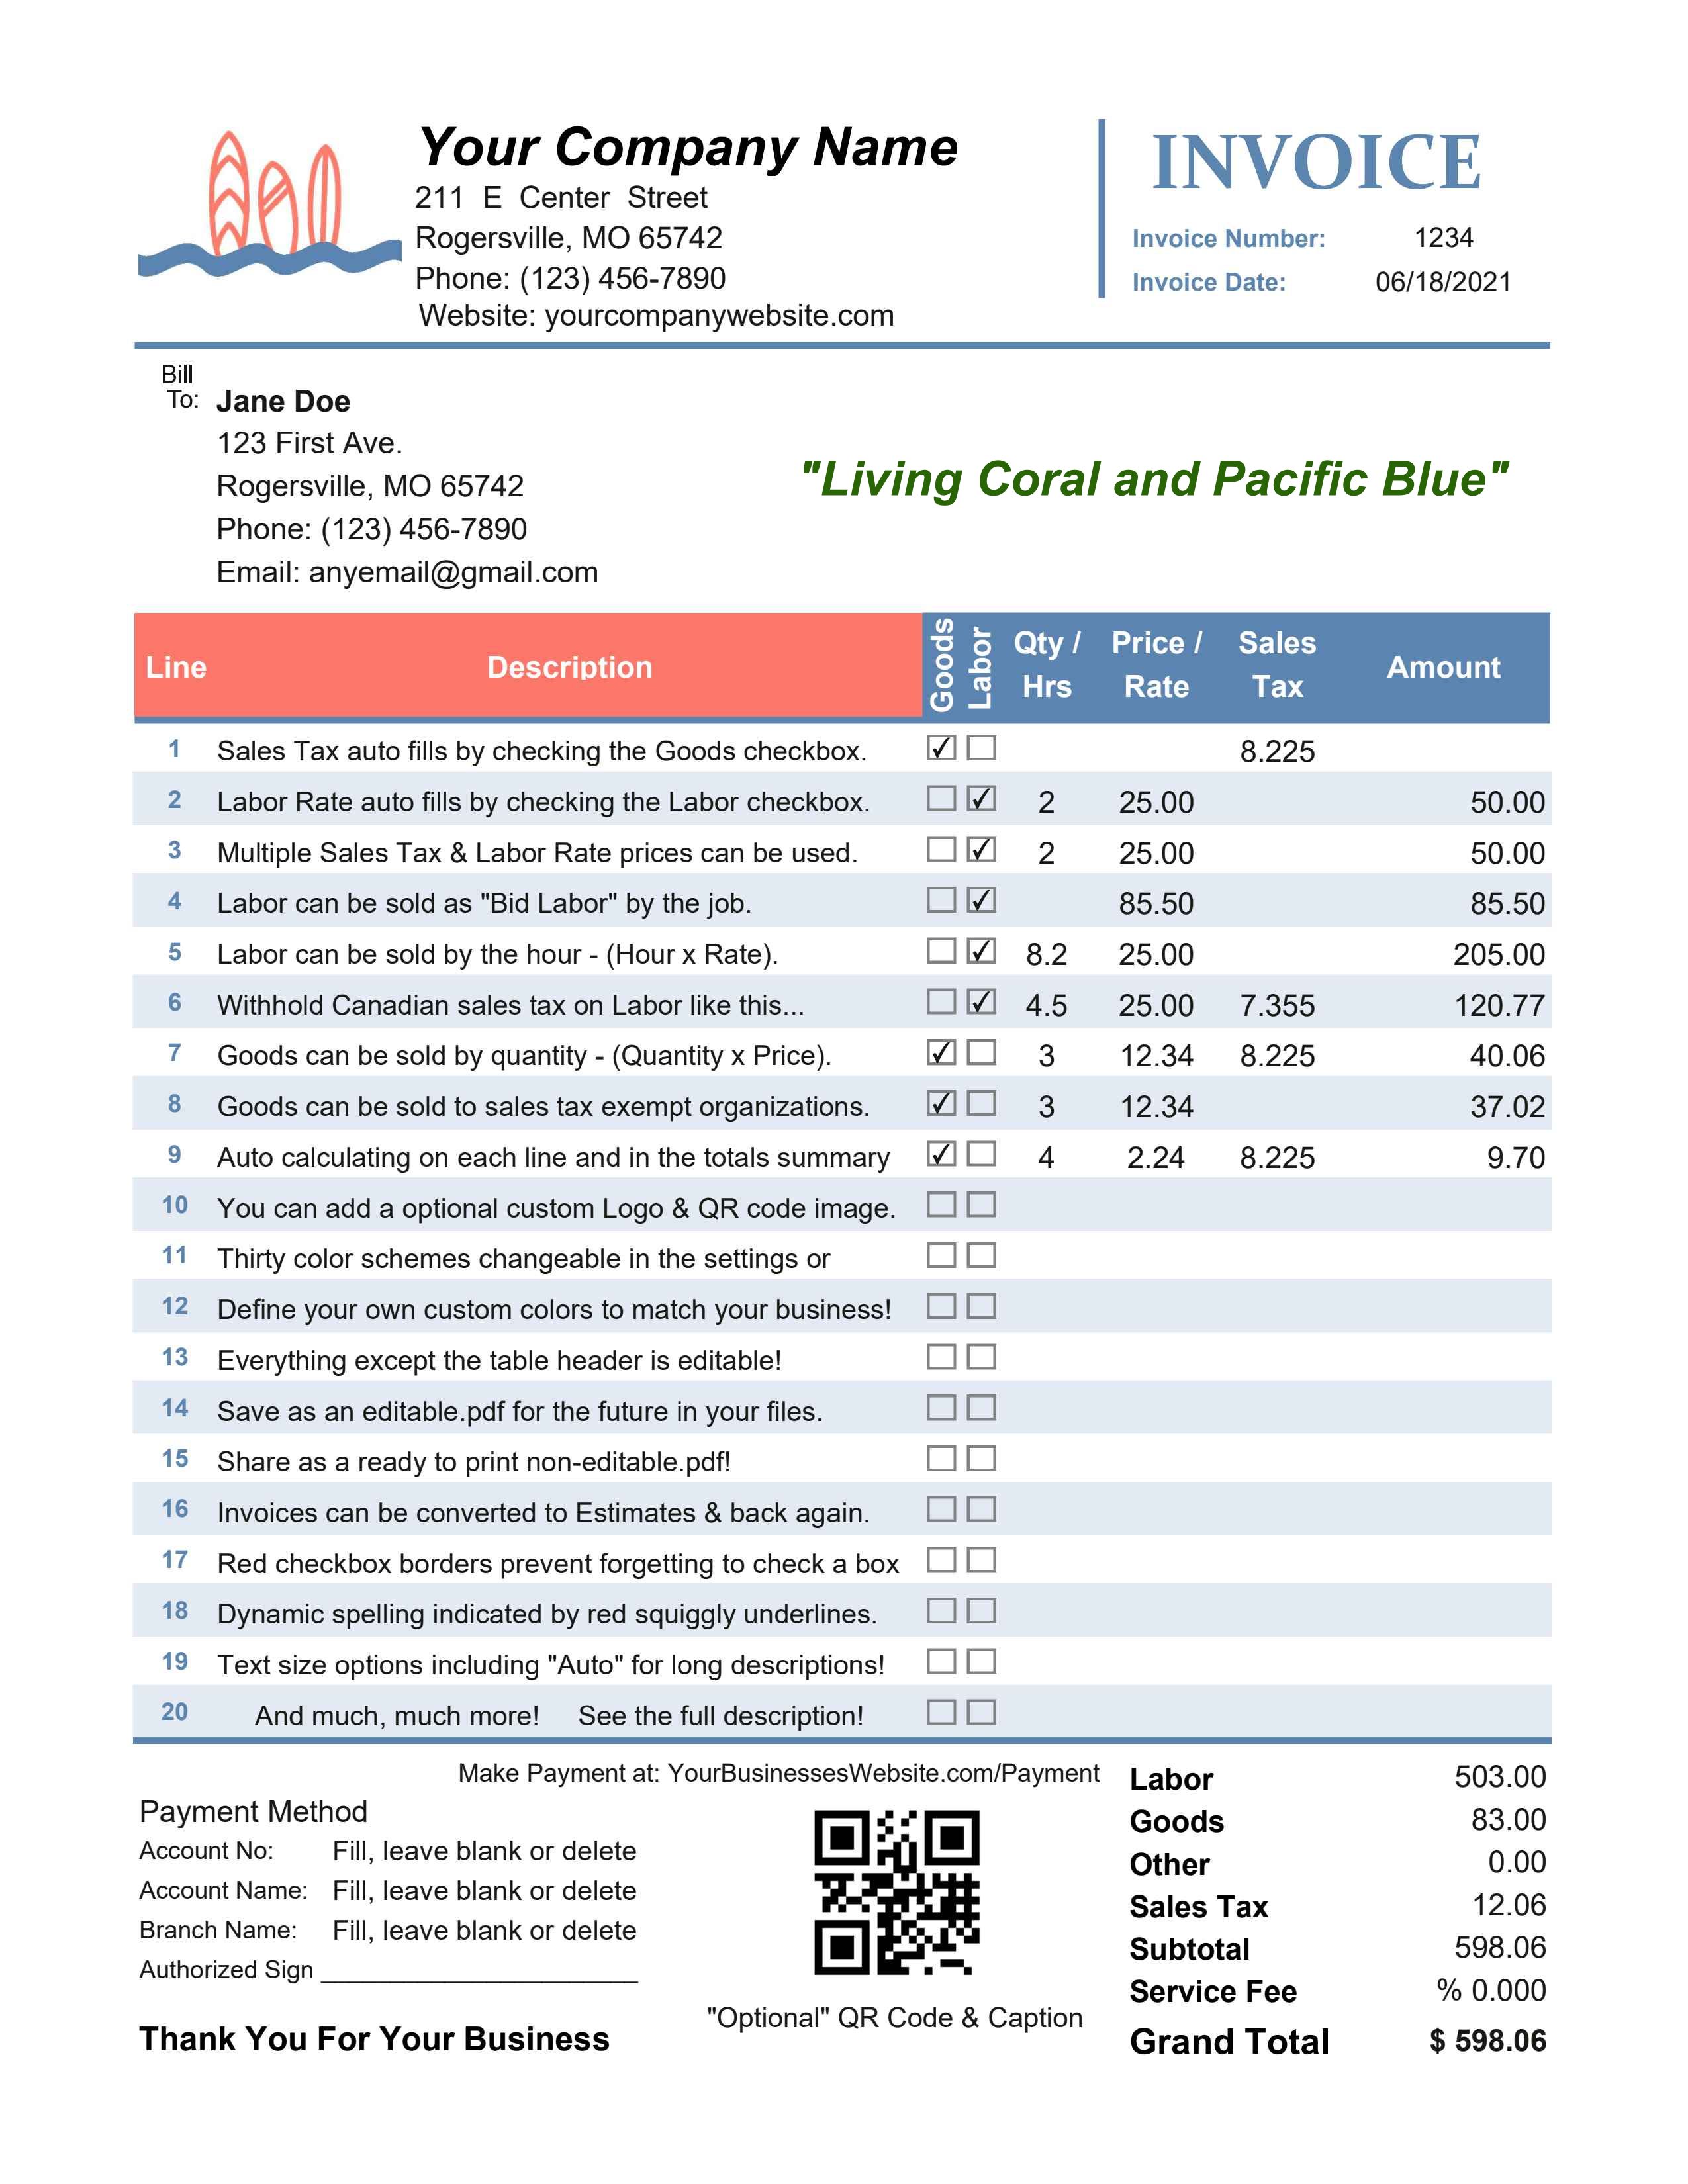 Your Company Name
211 E Center Street
Rogersville, MO 65742
Phone: (123) 456-7890
Website: yourcompanywebsite.com
INVOICE
Invoice Number: 1234
Invoice Date: 06/18/2021
Bill
To: Jane Doe
123 First Ave.
Rogersville, MO 65742
Phone: (123) 456-7890
Email: anyemail@gmail.com
"Living Coral and Pacific Blue"
Line Description Goods Labor Qty / Hrs Price / Rate Sales Tax Amount
1 Sales Tax auto fills by checking the Goods checkbox. 8.225
2 Labor Rate auto fills by checking the Labor checkbox. 2 25.00 50.00
3 Multiple Sales Tax & Labor Rate prices can be used. 2 25.00 50.00
4 Labor can be sold as "Bid Labor" by the job. 85.50 85.50
5 Labor can be sold by the hour - (Hour x Rate). 8.2 25.00 205.00
6 Withhold Canadian sales tax on Labor like this... 4.5 25.00 7.355 120.77
7 Goods can be sold by quantity - (Quantity x Price). 3 12.34 8.225 40.06
8 Goods can be sold to sales tax exempt organizations. 3 12.34 37.02
9 Auto calculating on each line and in the totals summary 4 2.24 8.225 9.70
10 You can add a optional custom Logo & QR code image.
11 Thirty color schemes changeable in the settings or
12 Define your own custom colors to match your business!
13 Everything except the table header is editable!
14 Save as an editable.pdf for the future in your files.
15 Share as a ready to print non-editable.pdf!
16 Invoices can be converted to Estimates & back again.
17 Red checkbox borders prevent forgetting to check a box
18 Dynamic spelling indicated by red squiggly underlines.
19 Text size options including "Auto" for long descriptions!
20 And much, much more! See the full description!
Make Payment at: YourBusinessesWebsite.com/Payment
Payment Method
Account No: Fill, leave blank or delete
Account Name: Fill, leave blank or delete
Branch Name: Fill, leave blank or delete
Authorized Sign
Thank You For Your Business
"Optional" QR Code & Caption
Labor 503.00
Goods 83.00
Other 0.00
Sales Tax 12.06
Subtotal 598.06
Service Fee % 0.000
Grand Total $ 598.06